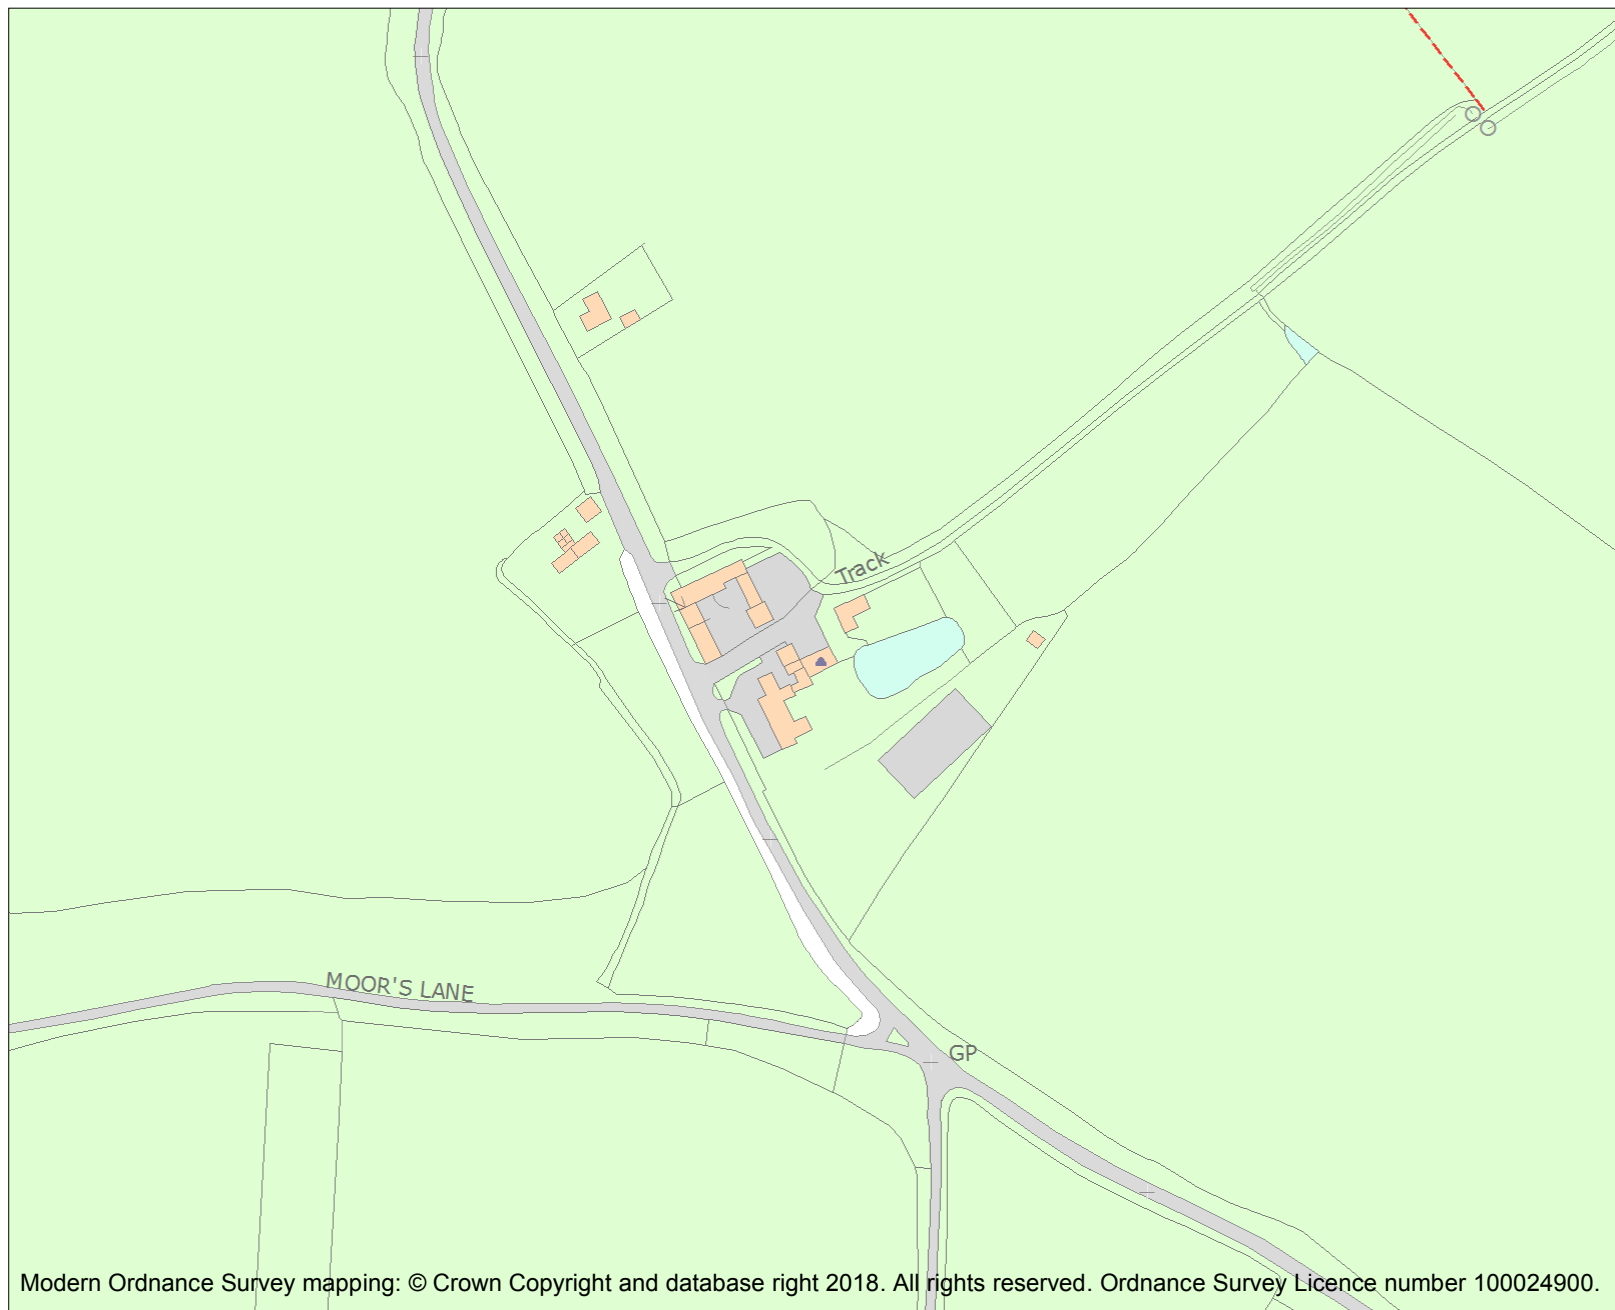 Track
MOOR'S LANE
GP
Modern Ordnance Survey mapping: © Crown Copyright and database right 2018. All rights reserved. Ordnance Survey Licence number 100024900.